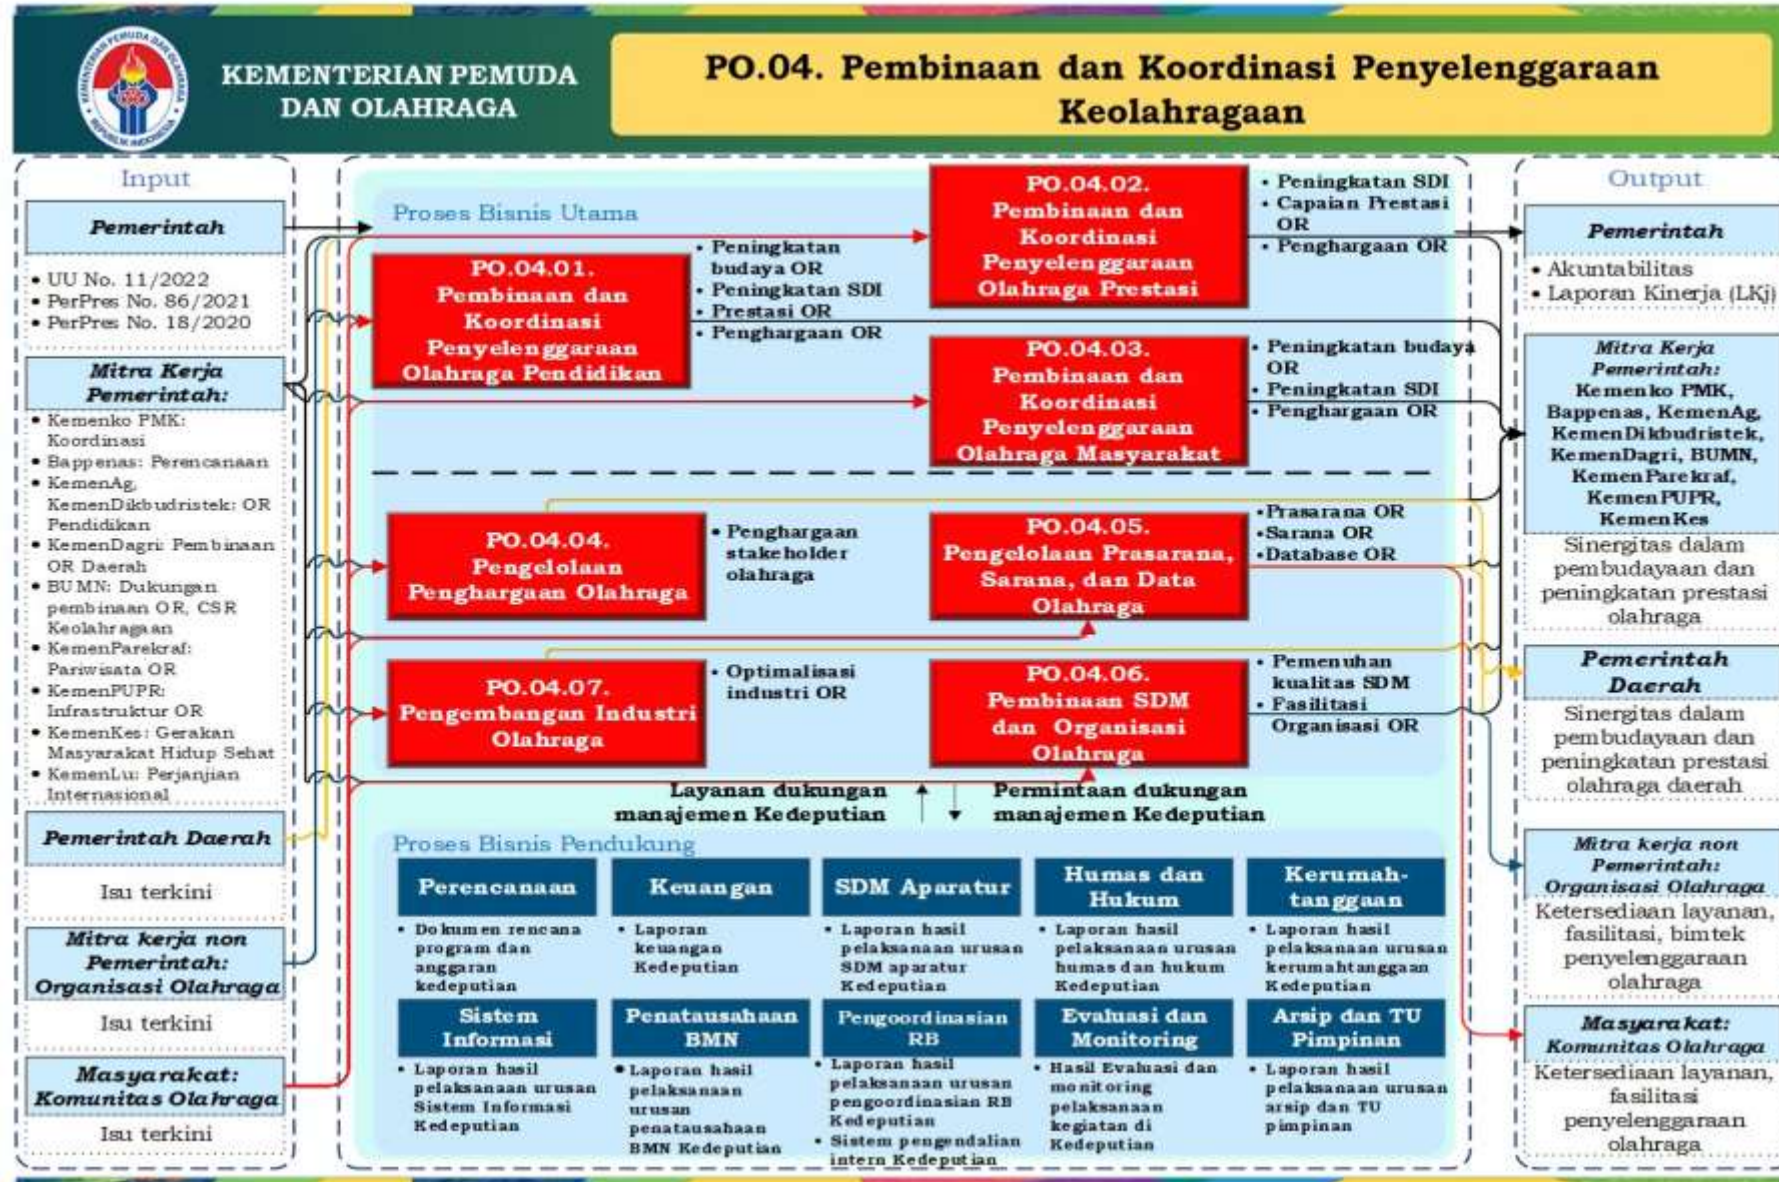 KEMENTERIAN PEMUDA DAN OLAHRAGA
REPUBLIK INDONESIA
KEMENTERIAN PEMUDA
DAN OLAHRAGA
PO.04. Pembinaan dan Koordinasi Penyelenggaraan
Keolahragaan
Input
Pemerintah
• UU No. 11/2022
• PerPres No. 86/2021
• PerPres No. 18/2020
Mitra Kerja
Pemerintah:
• Kemenko PMK:
Koordinasi
• Bappenas: Perencanaan
• KemenAg,
KemenDikbudristek: OR
Pendidikan
• KemenDagri: Pembinaan
OR Daerah
• BUMN: Dukungan
pembinaan OR, CSR
Keolahragaan
• KemenParekraf:
Pariwisata OR
• KemenPUPR:
Infrastruktur OR
• KemenKes: Gerakan
Masyarakat Hidup Sehat
• KemenLu: Perjanjian
Internasional
Pemerintah Daerah
Isu terkini
Mitra kerja non
Pemerintah:
Organisasi Olahraga
Isu terkini
Masyarakat:
Komunitas Olahraga
Isu terkini
Proses Bisnis Utama
PO.04.01.
Pembinaan dan
Koordinasi
Penyelenggaraan
Olahraga Pendidikan
• Peningkatan
budaya OR
• Peningkatan SDI
• Prestasi OR
• Penghargaan OR
PO.04.02.
Pembinaan dan
Koordinasi
Penyelenggaraan
Olahraga Prestasi
• Peningkatan SDI
• Capaian Prestasi
OR
• Penghargaan OR
PO.04.03.
Pembinaan dan
Koordinasi
Penyelenggaraan
Olahraga Masyarakat
• Peningkatan budaya
OR
• Peningkatan SDI
• Penghargaan OR
PO.04.04.
Pengelolaan
Penghargaan Olahraga
• Penghargaan
stakeholder
olahraga
PO.04.05.
Pengelolaan Prasarana,
Sarana, dan Data
Olahraga
•Prasarana OR
•Sarana OR
•Database OR
PO.04.07.
Pengembangan Industri
Olahraga
• Optimalisasi
industri OR
PO.04.06.
Pembinaan SDM
dan Organisasi
Olahraga
• Pemenuhan
kualitas SDM
• Fasilitasi
Organisasi OR
Layanan dukungan
manajemen Kedeputian
Permintaan dukungan
manajemen Kedeputian
Proses Bisnis Pendukung
Perencanaan
• Dokumen rencana
program dan
anggaran
kedeputian
Keuangan
• Laporan
keuangan
Kedeputian
SDM Aparatur
• Laporan hasil
pelaksanaan urusan
SDM aparatur
Kedeputian
Humas dan
Hukum
• Laporan hasil
pelaksanaan urusan
humas dan hukum
Kedeputian
Kerumah-
tanggaan
• Laporan hasil
pelaksanaan urusan
kerumahtanggaan
Kedeputian
Sistem
Informasi
• Laporan hasil
pelaksanaan urusan
Sistem Informasi
Kedeputian
Penatausahaan
BMN
•Laporan hasil
pelaksanaan
urusan
penatausahaan
BMN Kedeputian
Pengoordinasian
RB
• Laporan hasil
pelaksanaan urusan
pengoordinasian RB
Kedeputian
• Sistem pengendalian
intern Kedeputian
Evaluasi dan
Monitoring
• Hasil Evaluasi dan
monitoring
pelaksanaan
kegiatan di
Kedeputian
Arsip dan TU
Pimpinan
• Laporan hasil
pelaksanaan urusan
arsip dan TU
pimpinan
Output
Pemerintah
• Akuntabilitas
• Laporan Kinerja (LKj)
Mitra Kerja
Pemerintah:
Kemenko PMK,
Bappenas, KemenAg,
KemenDikbudristek,
KemenDagri, BUMN,
KemenParekraf,
KemenPUPR,
KemenKes
Sinergitas dalam
pembudayaan dan
peningkatan prestasi
olahraga
Pemerintah
Daerah
Sinergitas dalam
pembudayaan dan
peningkatan prestasi
olahraga daerah
Mitra kerja non
Pemerintah:
Organisasi Olahraga
Ketersediaan layanan,
fasilitasi, bimtek
penyelenggaraan
olahraga
Masyarakat:
Komunitas Olahraga
Ketersediaan layanan,
fasilitasi
penyelenggaraan
olahraga